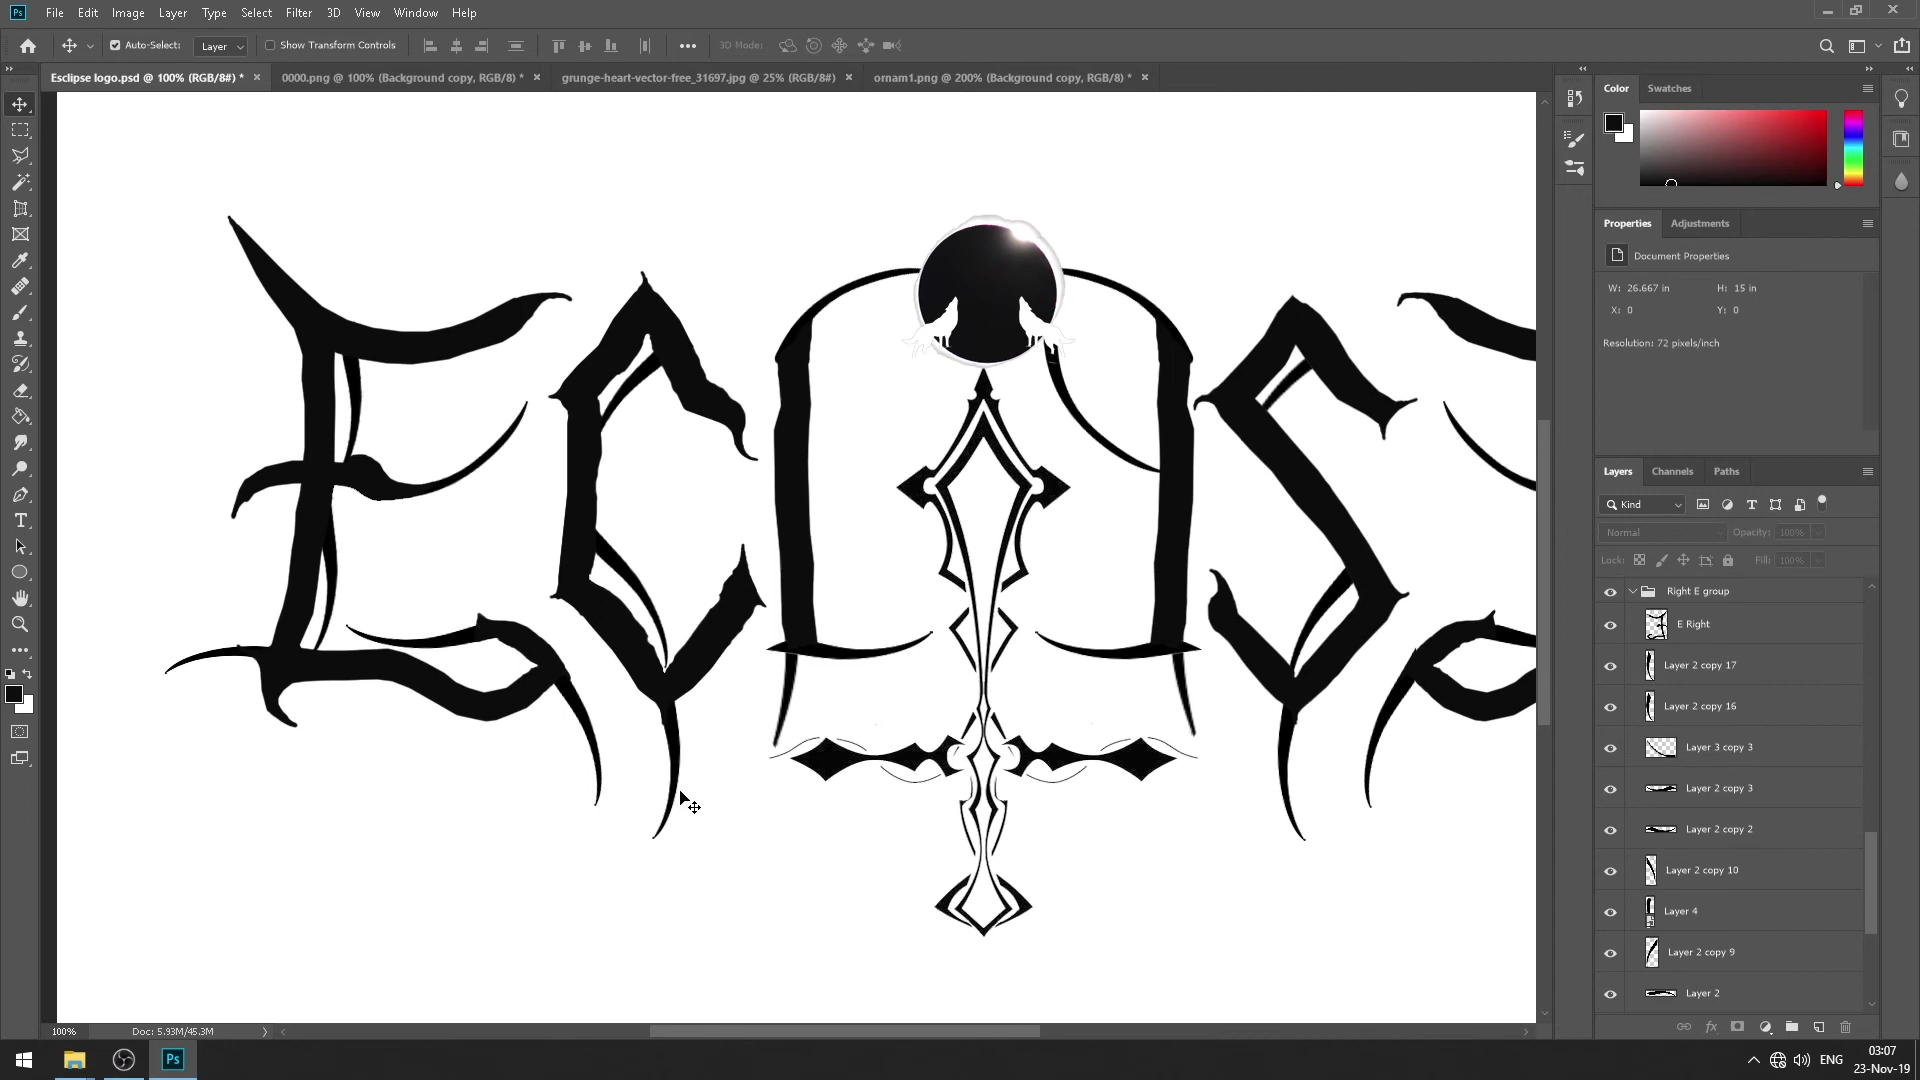 Ps File Edit Image Layer Type Select Filter 3D View Window Help
Auto-Select: Layer Show Transform Controls 3D Mode:
Esclipse logo.psd @ 100% (RGB/8#) * 0000.png @ 100% (Background copy, RGB/8) * grunge-heart-vector-free_31697.jpg @ 25% (RGB/8#) ornam1.png @ 200% (Background copy, RGB/8) *
Color Swatches
Properties Adjustments
Document Properties
W: 26.667 in H: 15 in
X: 0 Y: 0
Resolution: 72 pixels/inch
Layers Channels Paths
Kind
Normal Opacity: 100%
Lock: Fill: 100%
Right E group
E Right
Layer 2 copy 17
Layer 2 copy 16
Layer 3 copy 3
Layer 2 copy 3
Layer 2 copy 2
Layer 2 copy 10
Layer 4
Layer 2 copy 9
Layer 2
100% Doc: 5.93M/45.3M
Ps ENG 03:07
23-Nov-19